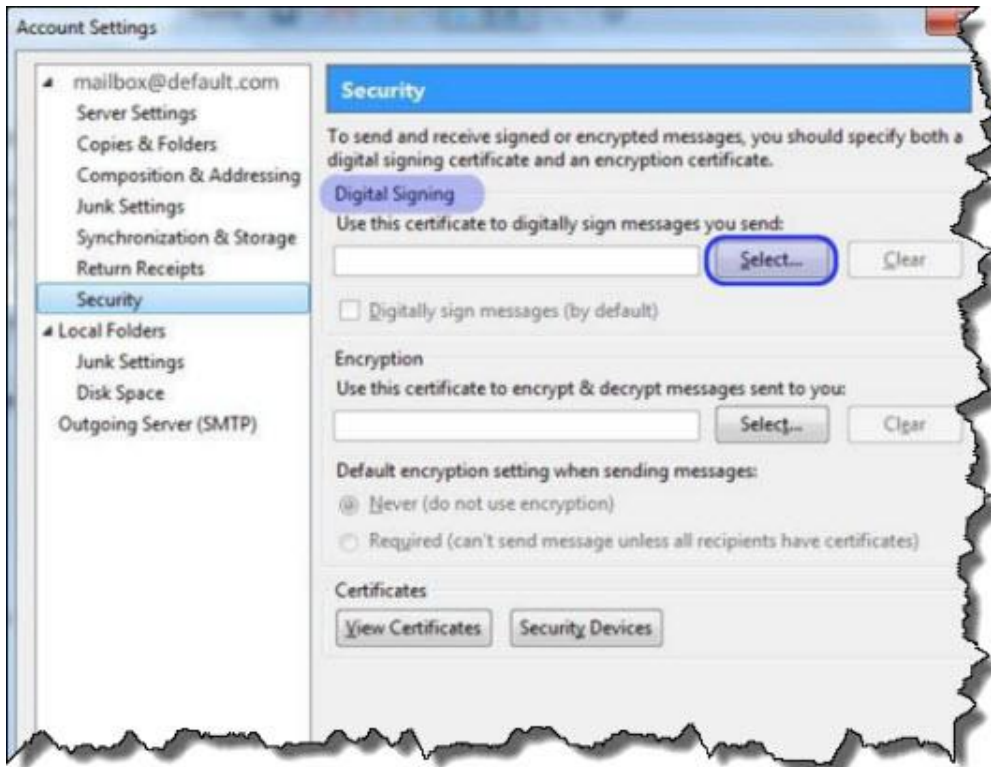 Account Settings
mailbox@default.com
Server Settings
Copies & Folders
Composition & Addressing
Junk Settings
Synchronization & Storage
Return Receipts
Security
Local Folders
Junk Settings
Disk Space
Outgoing Server (SMTP)
Security
To send and receive signed or encrypted messages, you should specify both a
digital signing certificate and an encryption certificate.
Digital Signing
Use this certificate to digitally sign messages you send:
Select...
Clear
Digitally sign messages (by default)
Encryption
Use this certificate to encrypt & decrypt messages sent to you:
Select...
Clear
Default encryption setting when sending messages:
Never (do not use encryption)
Required (can't send message unless all recipients have certificates)
Certificates
View Certificates
Security Devices